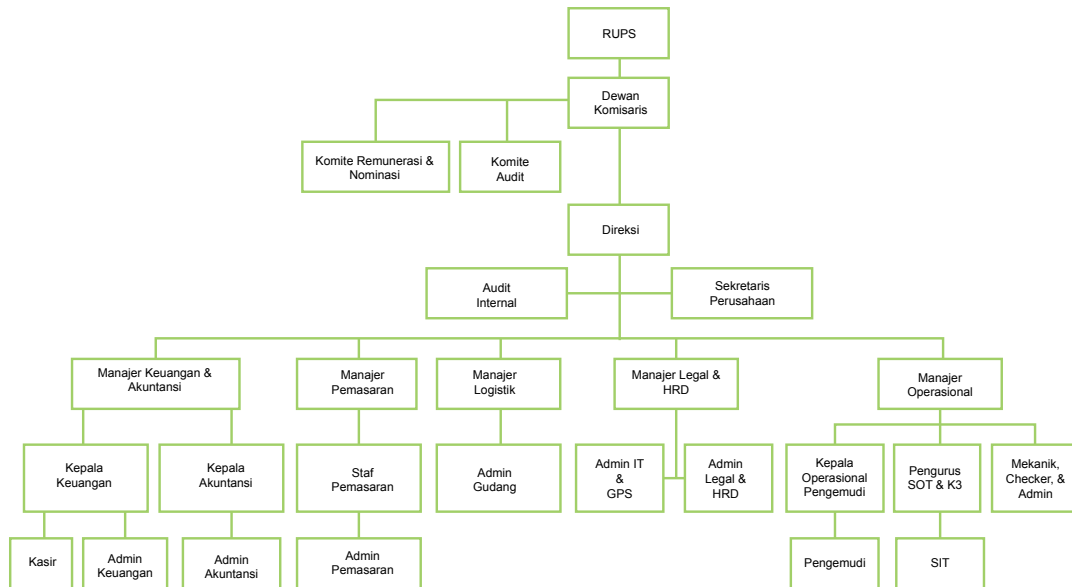 RUPS
Dewan
Komisaris
Komite Remunerasi &
Nominasi
Komite
Audit
Direksi
Audit
Internal
Sekretaris
Perusahaan
Manajer Keuangan &
Akuntansi
Manajer
Pemasaran
Manajer
Logistik
Manajer Legal &
HRD
Manajer
Operasional
Kepala
Keuangan
Kepala
Akuntansi
Staf
Pemasaran
Admin
Gudang
Admin IT
&
GPS
Admin
Legal &
HRD
Kepala
Operasional
Pengemudi
Pengurus
SOT & K3
Mekanik,
Checker, &
Admin
Kasir
Admin
Keuangan
Admin
Akuntansi
Admin
Pemasaran
Pengemudi
SIT